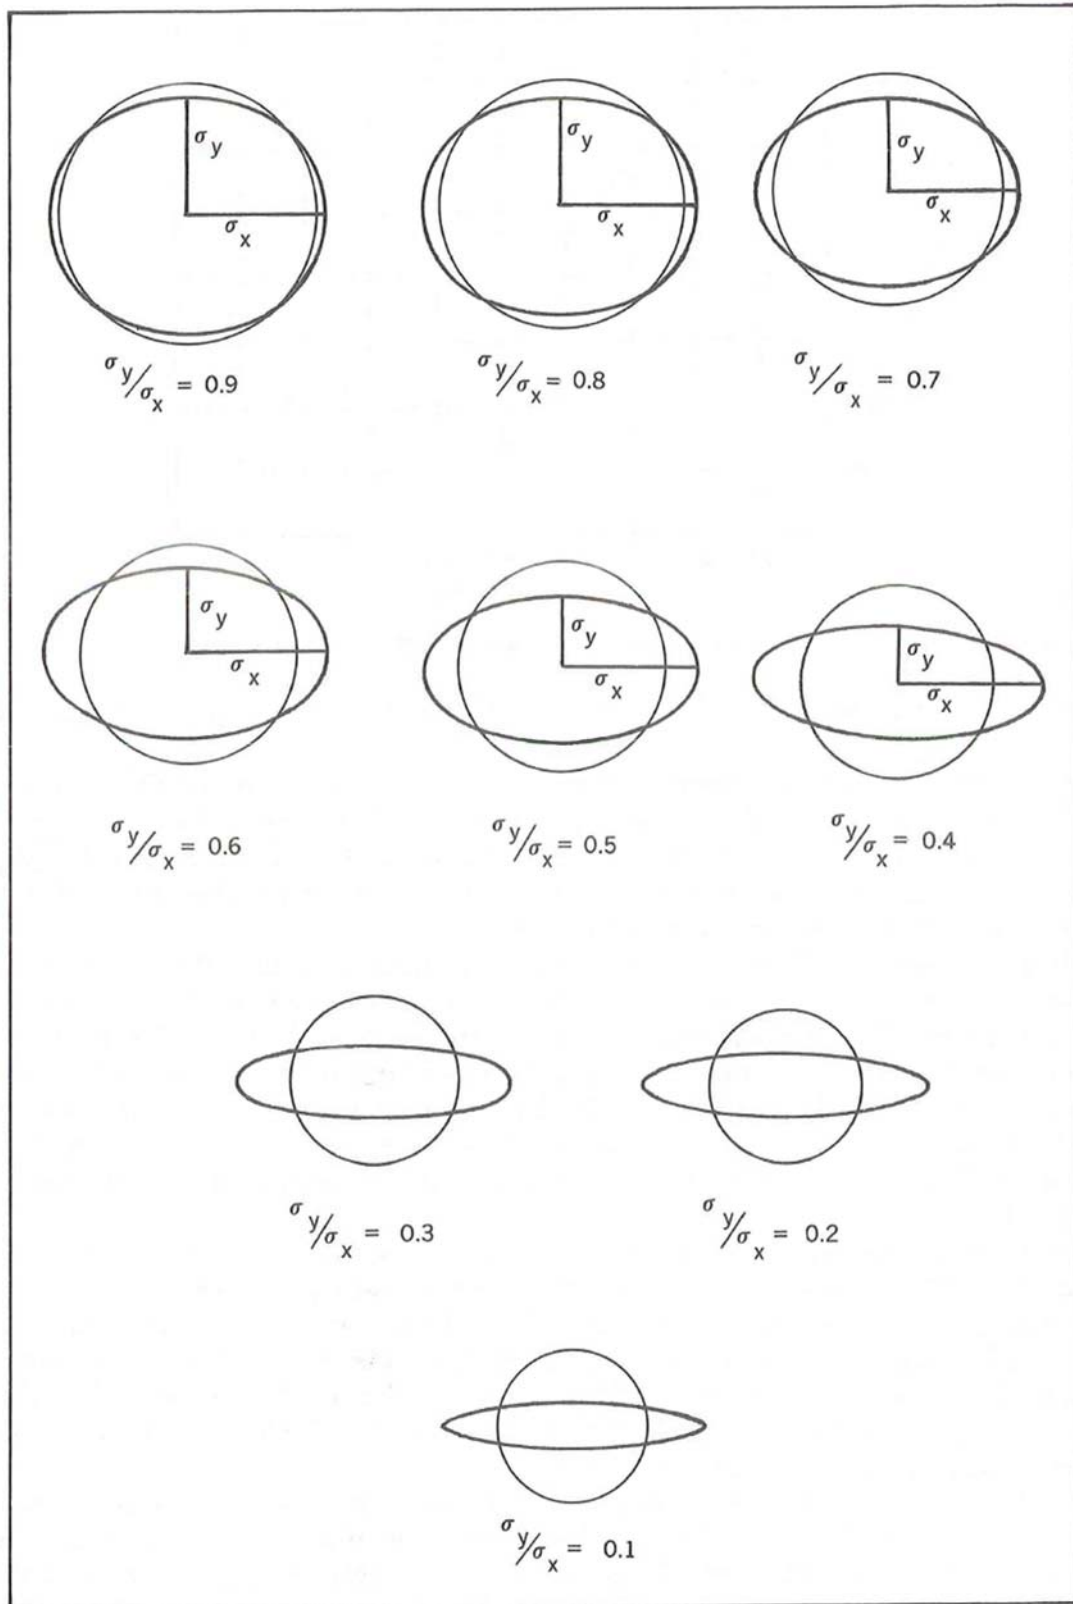 σy σy σy
σx σx σx
σy/σx = 0.9 σy/σx = 0.8 σy/σx = 0.7
σy σy σy
σx σx σx
σy/σx = 0.6 σy/σx = 0.5 σy/σx = 0.4
σy/σx = 0.3 σy/σx = 0.2
σy/σx = 0.1